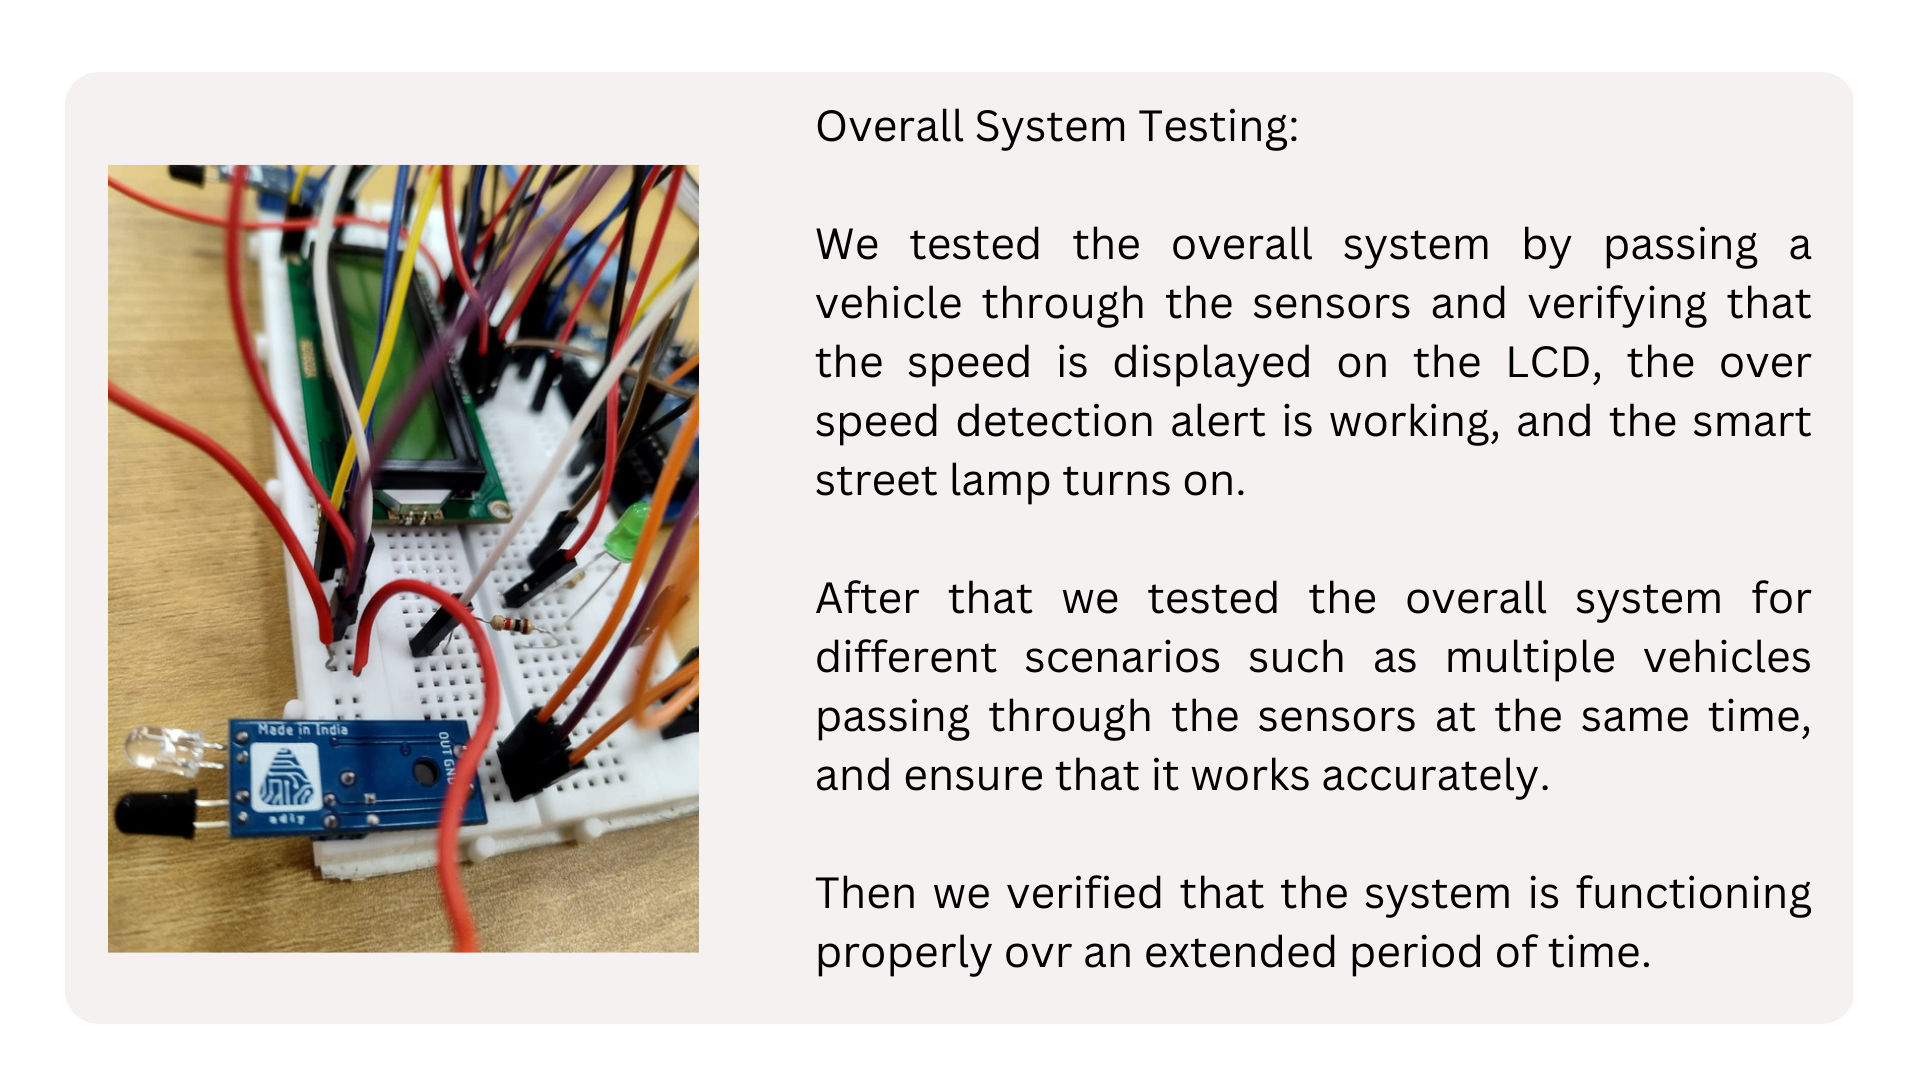 Overall System Testing:
We tested the overall system by passing a
vehicle through the sensors and verifying that
the speed is displayed on the LCD, the over
speed detection alert is working, and the smart
street lamp turns on.
After that we tested the overall system for
different scenarios such as multiple vehicles
passing through the sensors at the same time,
and ensure that it works accurately.
Then we verified that the system is functioning
properly ovr an extended period of time.
Made in India
OUT GND
adiy